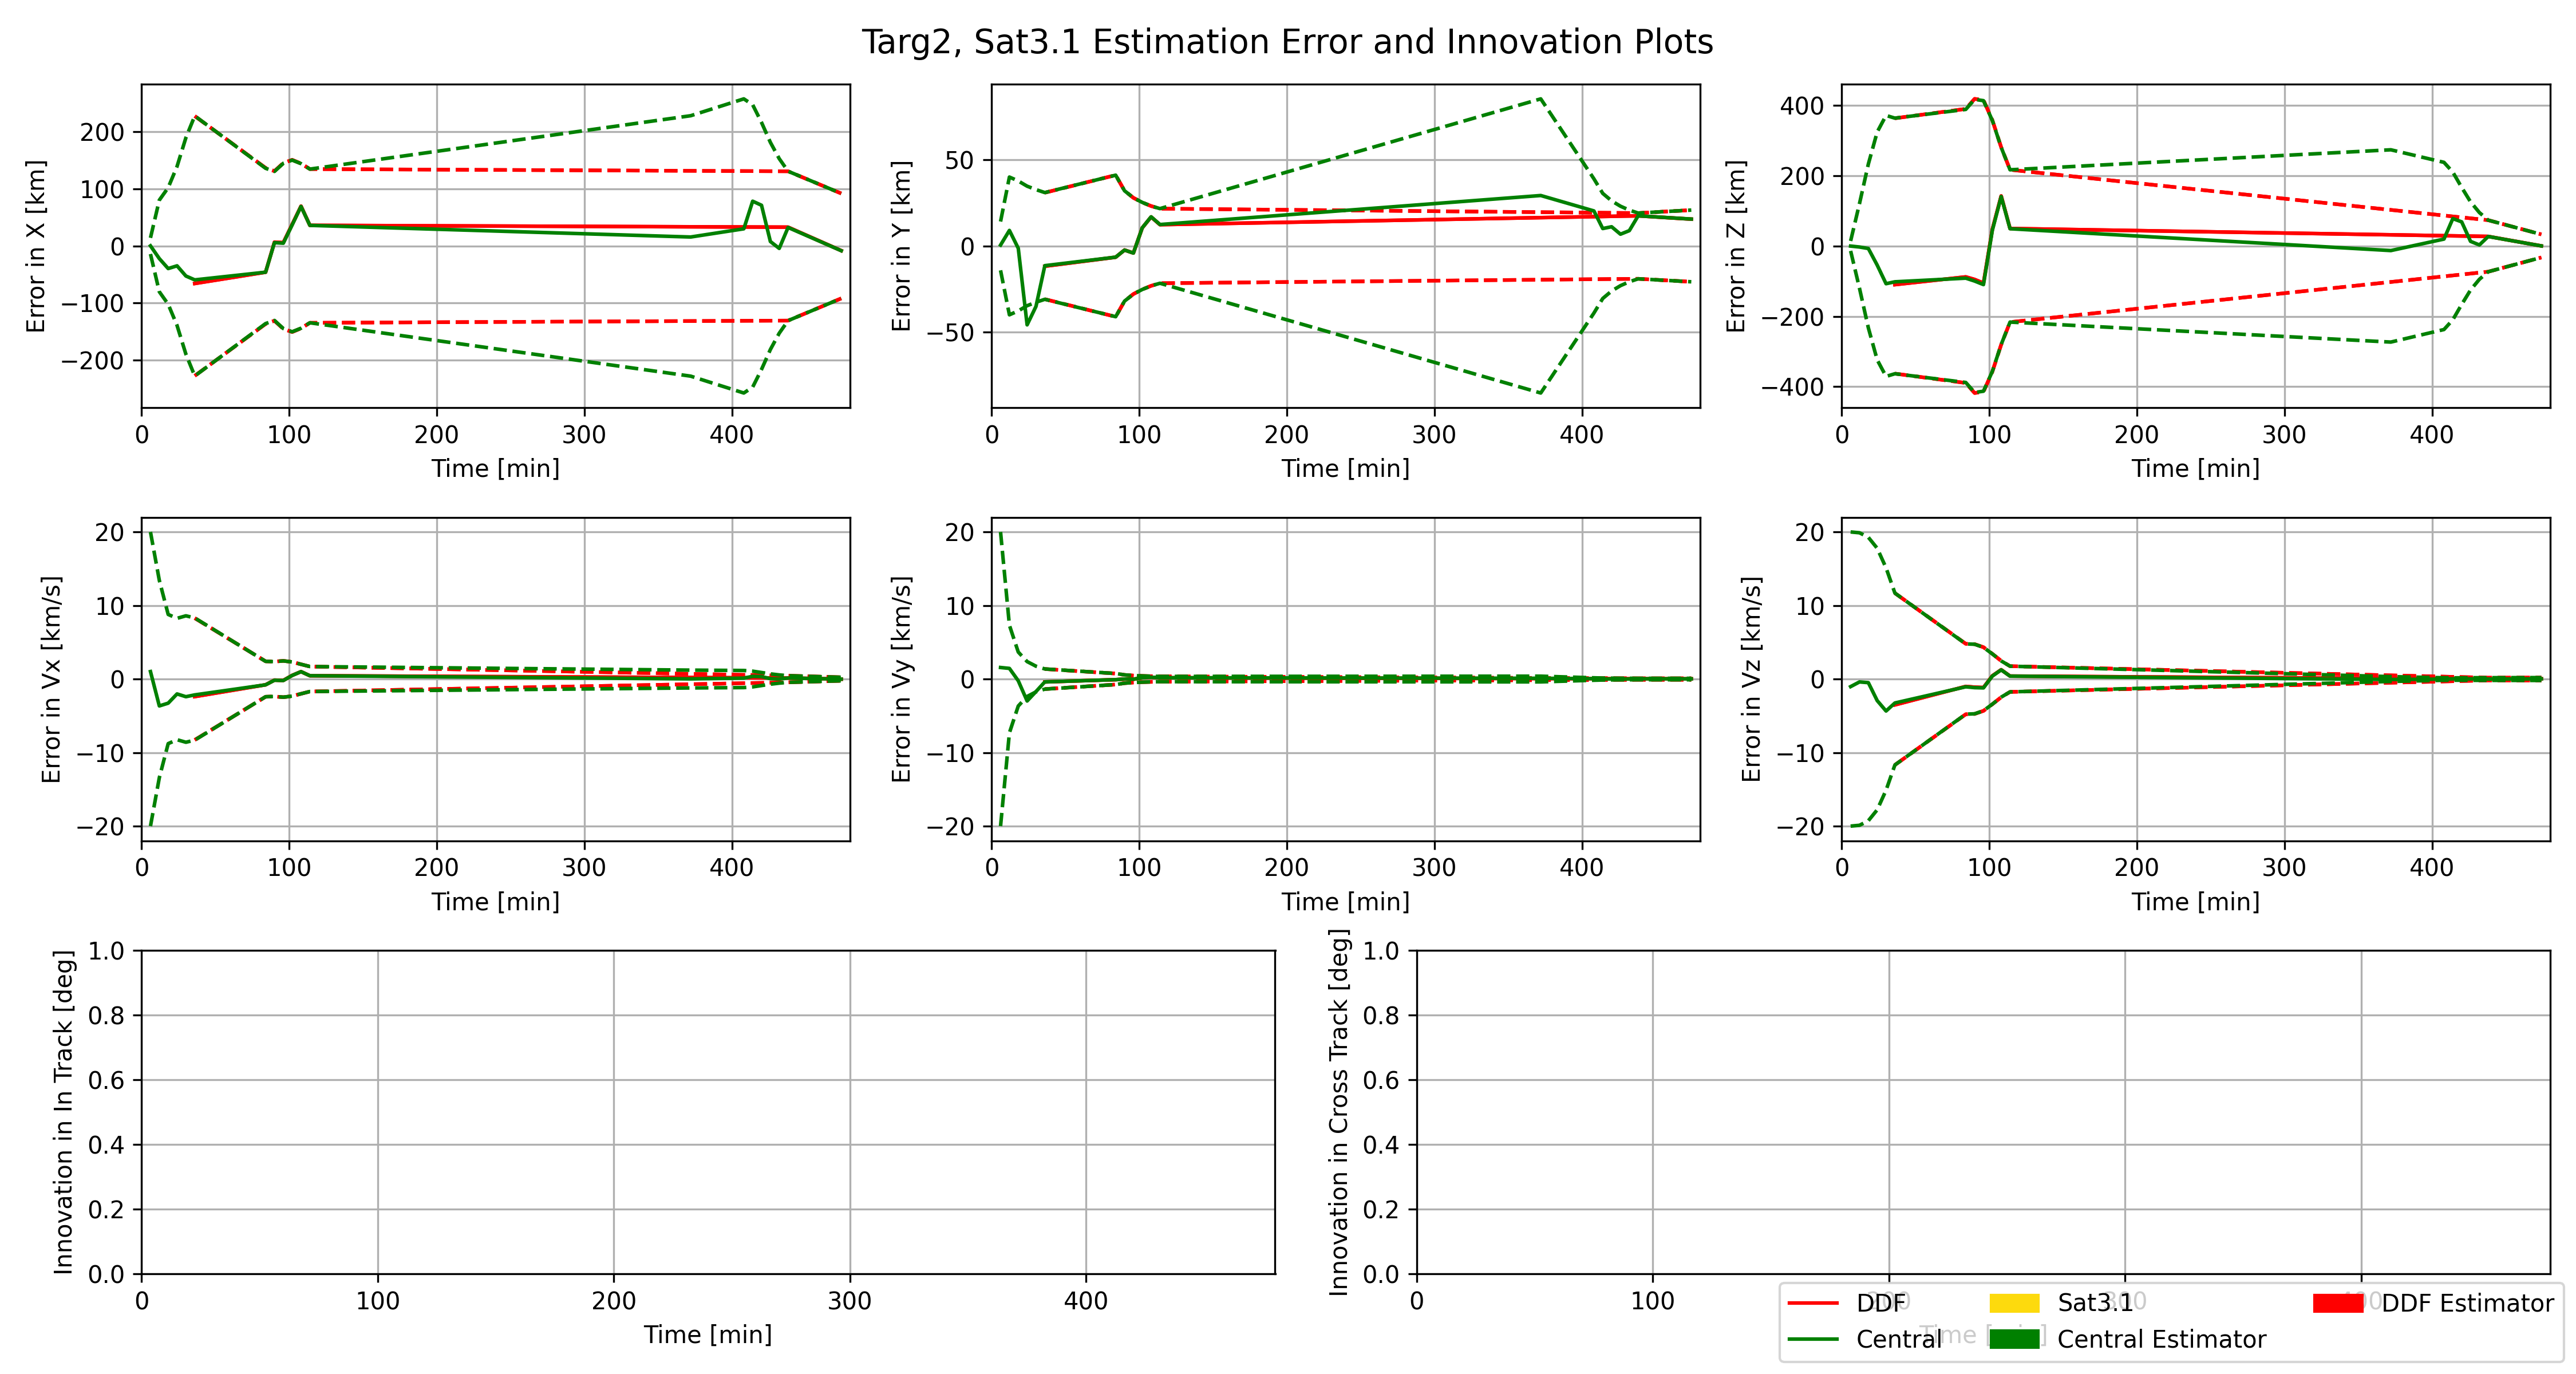 Targ2, Sat3.1 Estimation Error and Innovation Plots
Error in X [km]
200
100
0
−100
−200
0 100 200 300 400
Time [min]
Error in Y [km]
50
0
−50
0 100 200 300 400
Time [min]
Error in Z [km]
400
200
0
−200
−400
0 100 200 300 400
Time [min]
Error in Vx [km/s]
20
10
0
−10
−20
0 100 200 300 400
Time [min]
Error in Vy [km/s]
20
10
0
−10
−20
0 100 200 300 400
Time [min]
Error in Vz [km/s]
20
10
0
−10
−20
0 100 200 300 400
Time [min]
Innovation in In Track [deg]
1.0
0.8
0.6
0.4
0.2
0.0
0 100 200 300 400
Time [min]
Innovation in Cross Track [deg]
1.0
0.8
0.6
0.4
0.2
0.0
0 100 200 300 400
Time [min]
DDF
Central
Sat3.1
Central Estimator
DDF Estimator